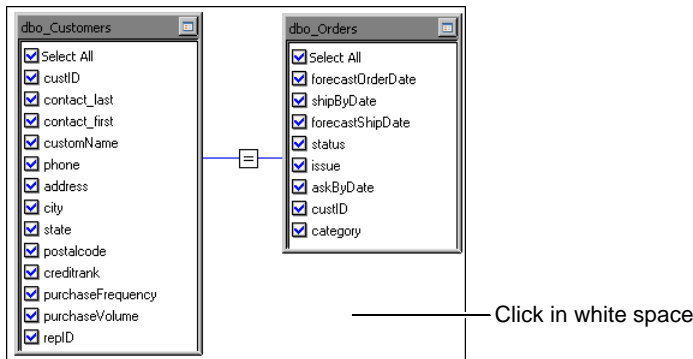 dbo_Customers
Select All
custID
contact_last
contact_first
customName
phone
address
city
state
postalcode
creditrank
purchaseFrequency
purchaseVolume
repID
=
dbo_Orders
Select All
forecastOrderDate
shipByDate
forecastShipDate
status
issue
askByDate
custID
category
Click in white space